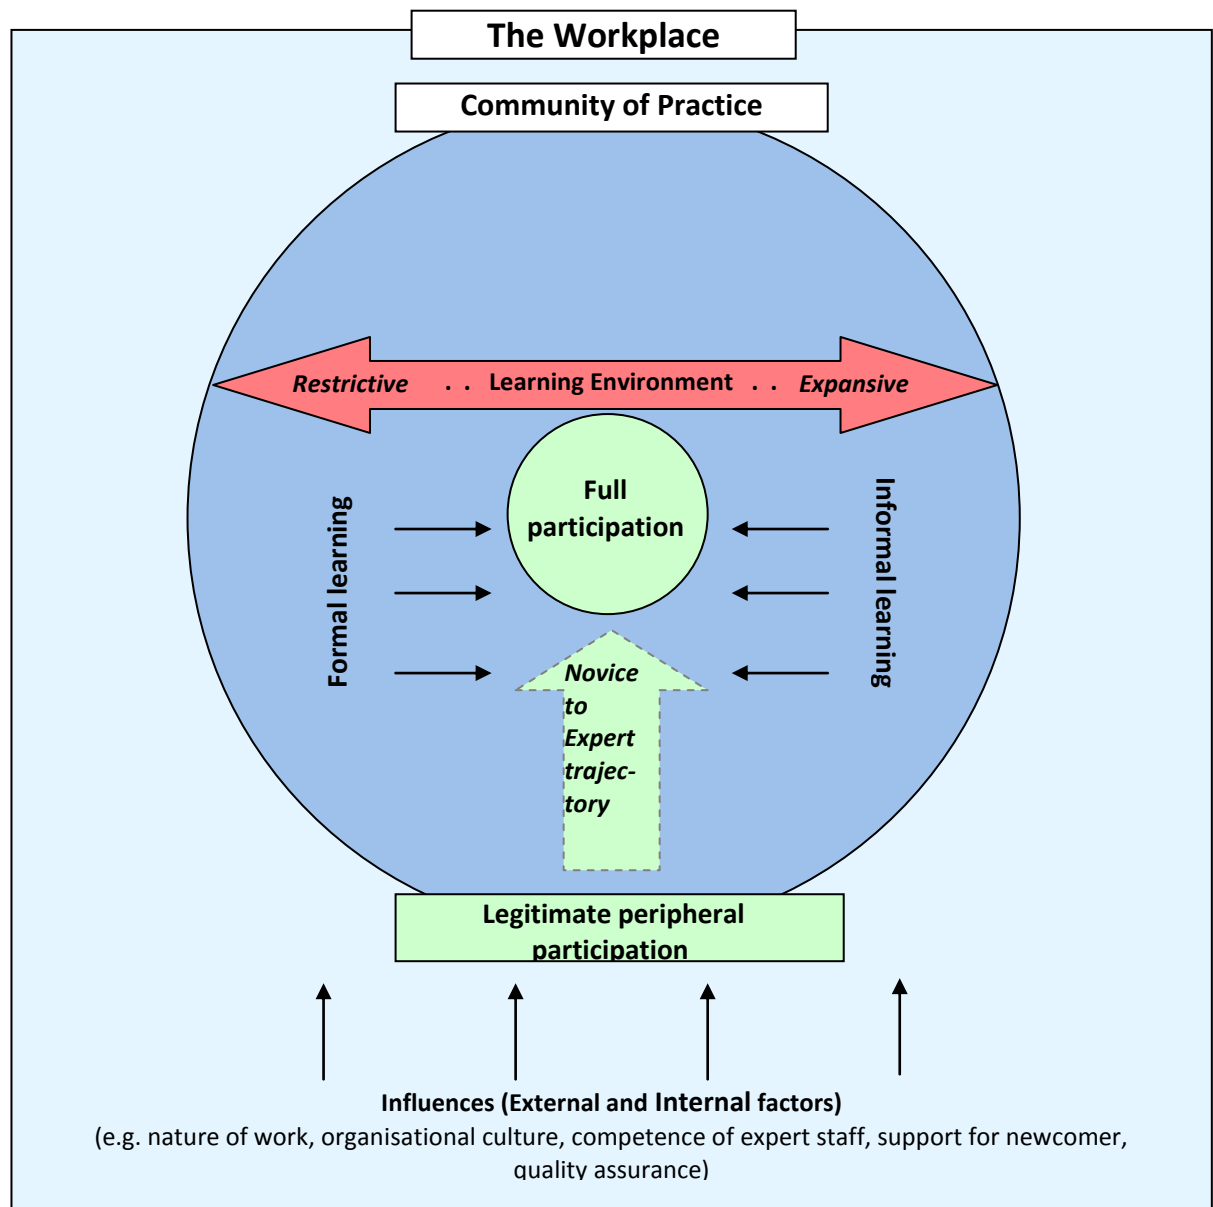 The Workplace
Community of Practice
Restrictive . . Learning Environment . . Expansive
Full
participation
Formal learning
Informal learning
Novice
to
Expert
trajec-
tory
Legitimate peripheral
participation
Influences (External and Internal factors)
(e.g. nature of work, organisational culture, competence of expert staff, support for newcomer,
quality assurance)